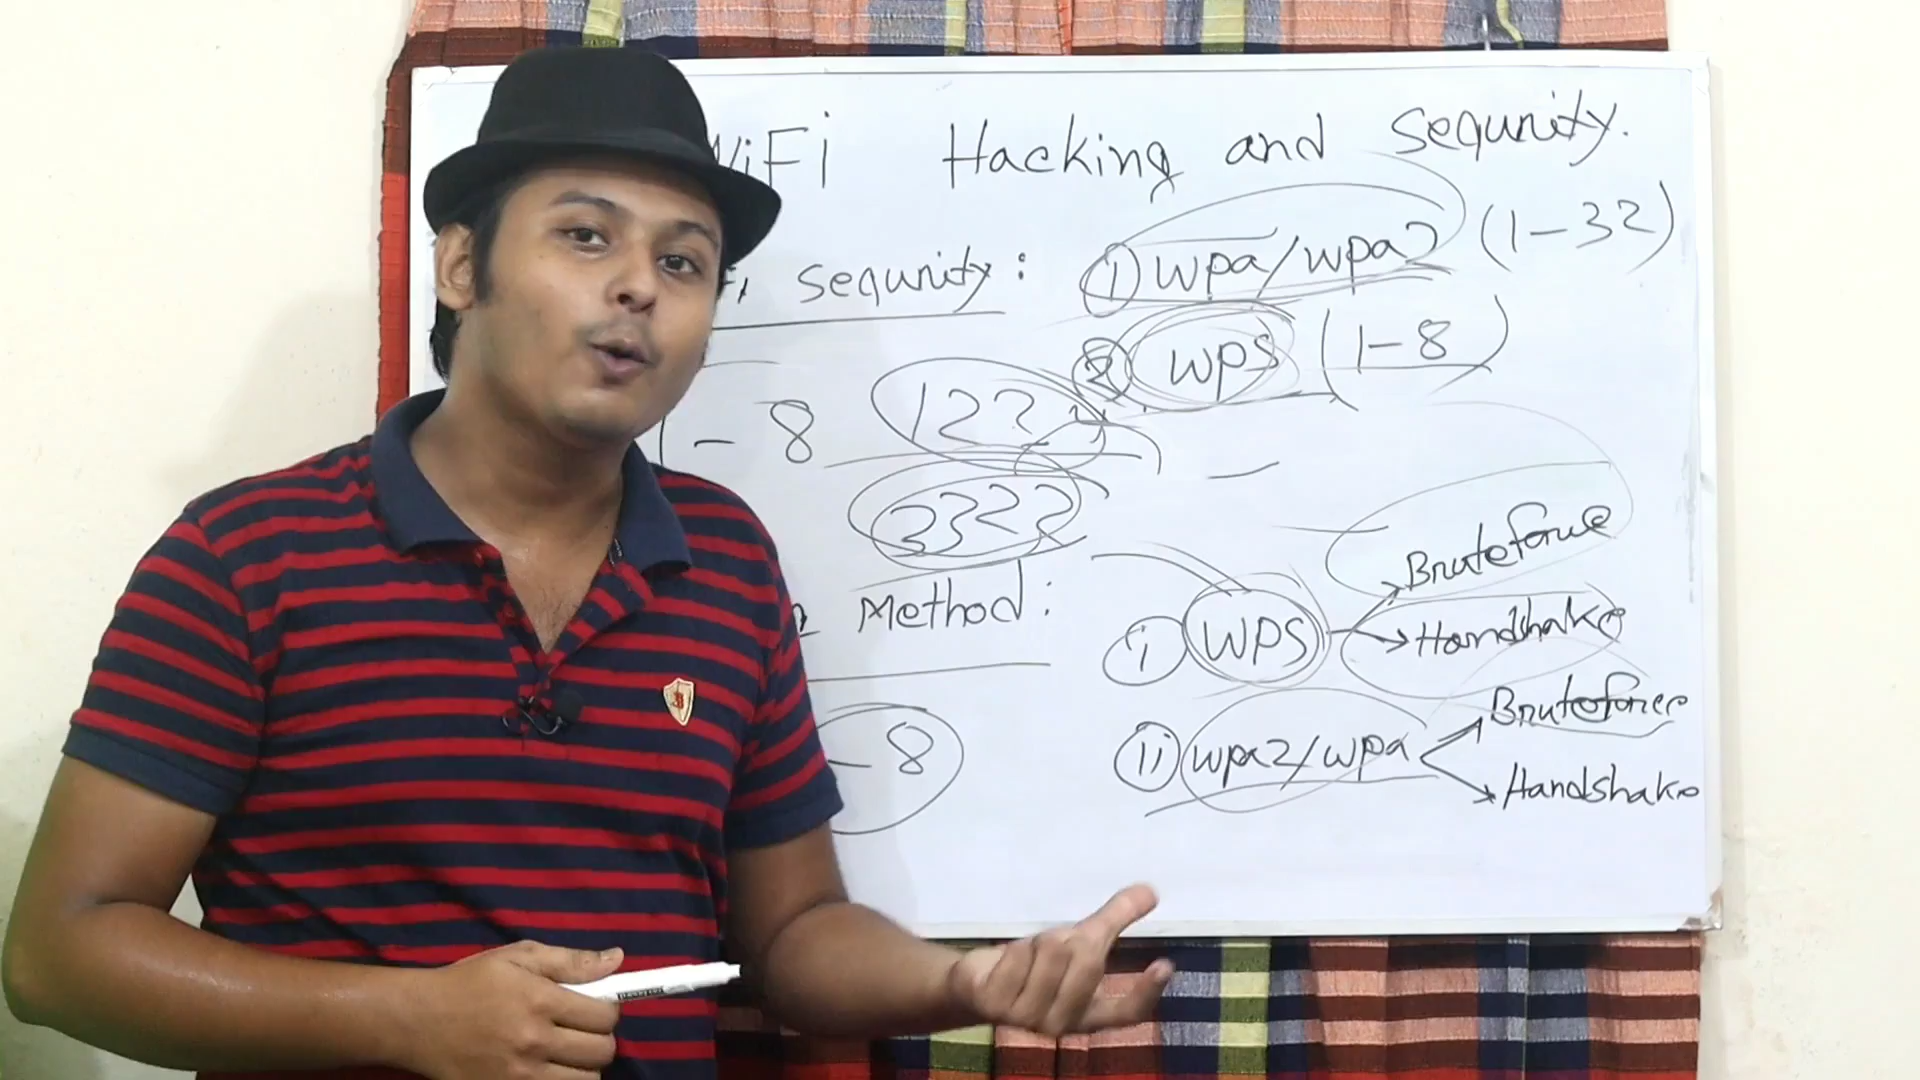 WiFi Hacking and Sequrity.
Sequrity: (i) wpa/wpa2 (1-32)
(2) WPS (1-8)
1 - 8 122
3322
Method: (i) WPS Bruteforce
Handshake
(ii) wpa2/wpa Bruteforce
- 8 Handshake